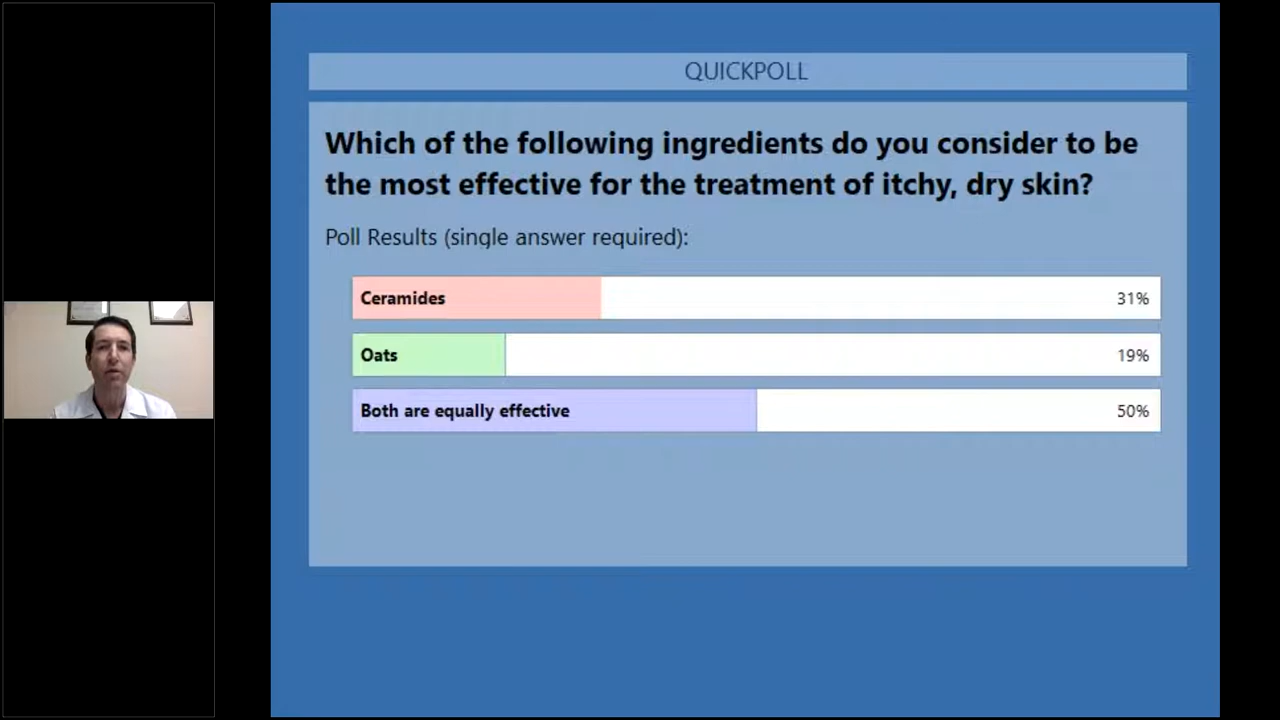 QUICKPOLL
Which of the following ingredients do you consider to be
the most effective for the treatment of itchy, dry skin?
Poll Results (single answer required):
Ceramides 31%
Oats 19%
Both are equally effective 50%